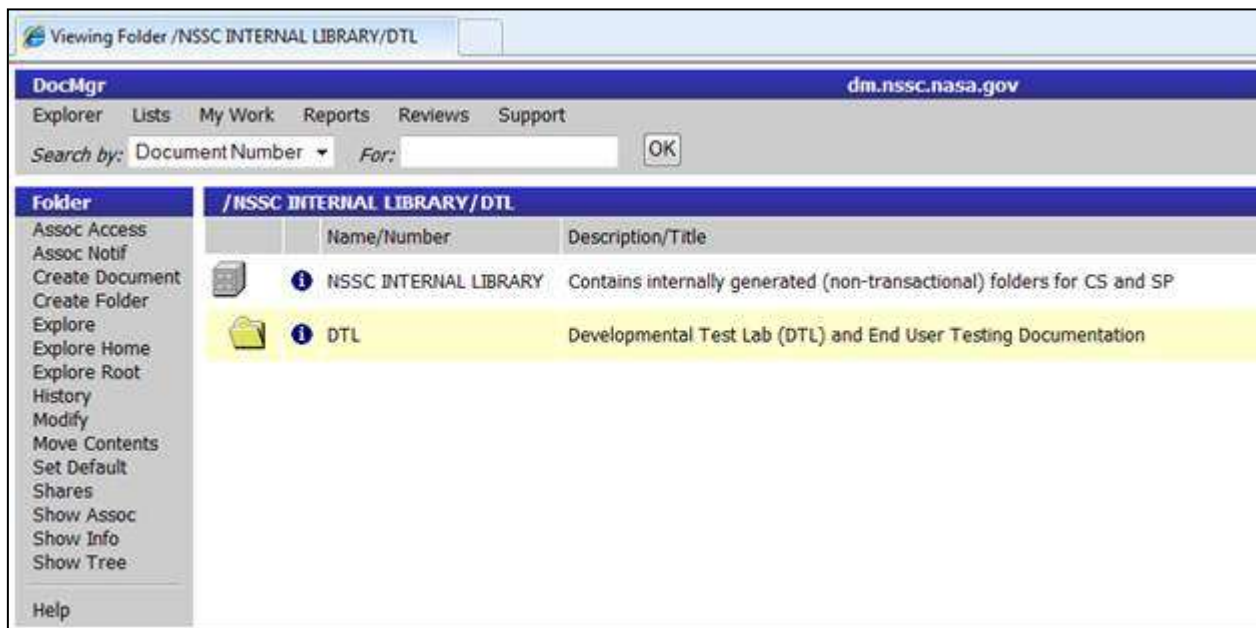 Viewing Folder /NSSC INTERNAL LIBRARY/DTL
DocMgr dm.nssc.nasa.gov
Explorer Lists My Work Reports Reviews Support
Search by: Document Number For: OK
Folder
Assoc Access
Assoc Notif
Create Document
Create Folder
Explore
Explore Home
Explore Root
History
Modify
Move Contents
Set Default
Shares
Show Assoc
Show Info
Show Tree
Help
/NSSC INTERNAL LIBRARY/DTL
Name/Number Description/Title
NSSC INTERNAL LIBRARY Contains internally generated (non-transactional) folders for CS and SP
DTL Developmental Test Lab (DTL) and End User Testing Documentation